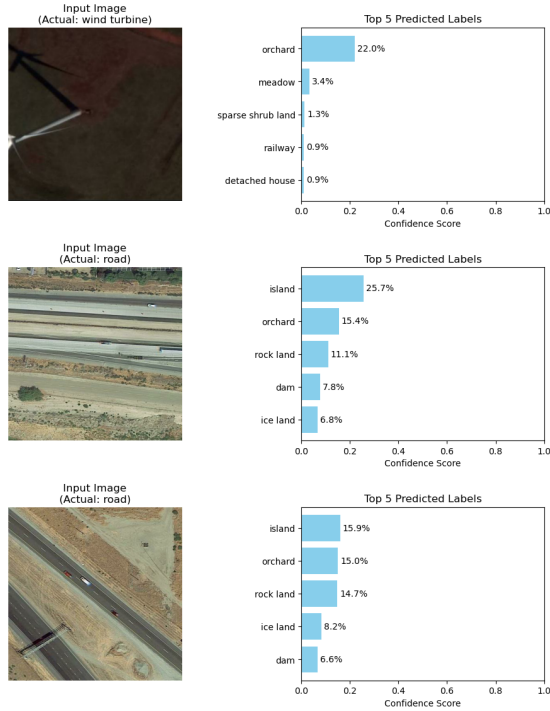 Input Image
(Actual: wind turbine)
Top 5 Predicted Labels
orchard
22.0%
meadow
3.4%
sparse shrub land
1.3%
railway
0.9%
detached house
0.9%
0.0 0.2 0.4 0.6 0.8 1.0
Confidence Score
Input Image
(Actual: road)
Top 5 Predicted Labels
island
25.7%
orchard
15.4%
rock land
11.1%
dam
7.8%
ice land
6.8%
0.0 0.2 0.4 0.6 0.8 1.0
Confidence Score
Input Image
(Actual: road)
Top 5 Predicted Labels
island
15.9%
orchard
15.0%
rock land
14.7%
ice land
8.2%
dam
6.6%
0.0 0.2 0.4 0.6 0.8 1.0
Confidence Score